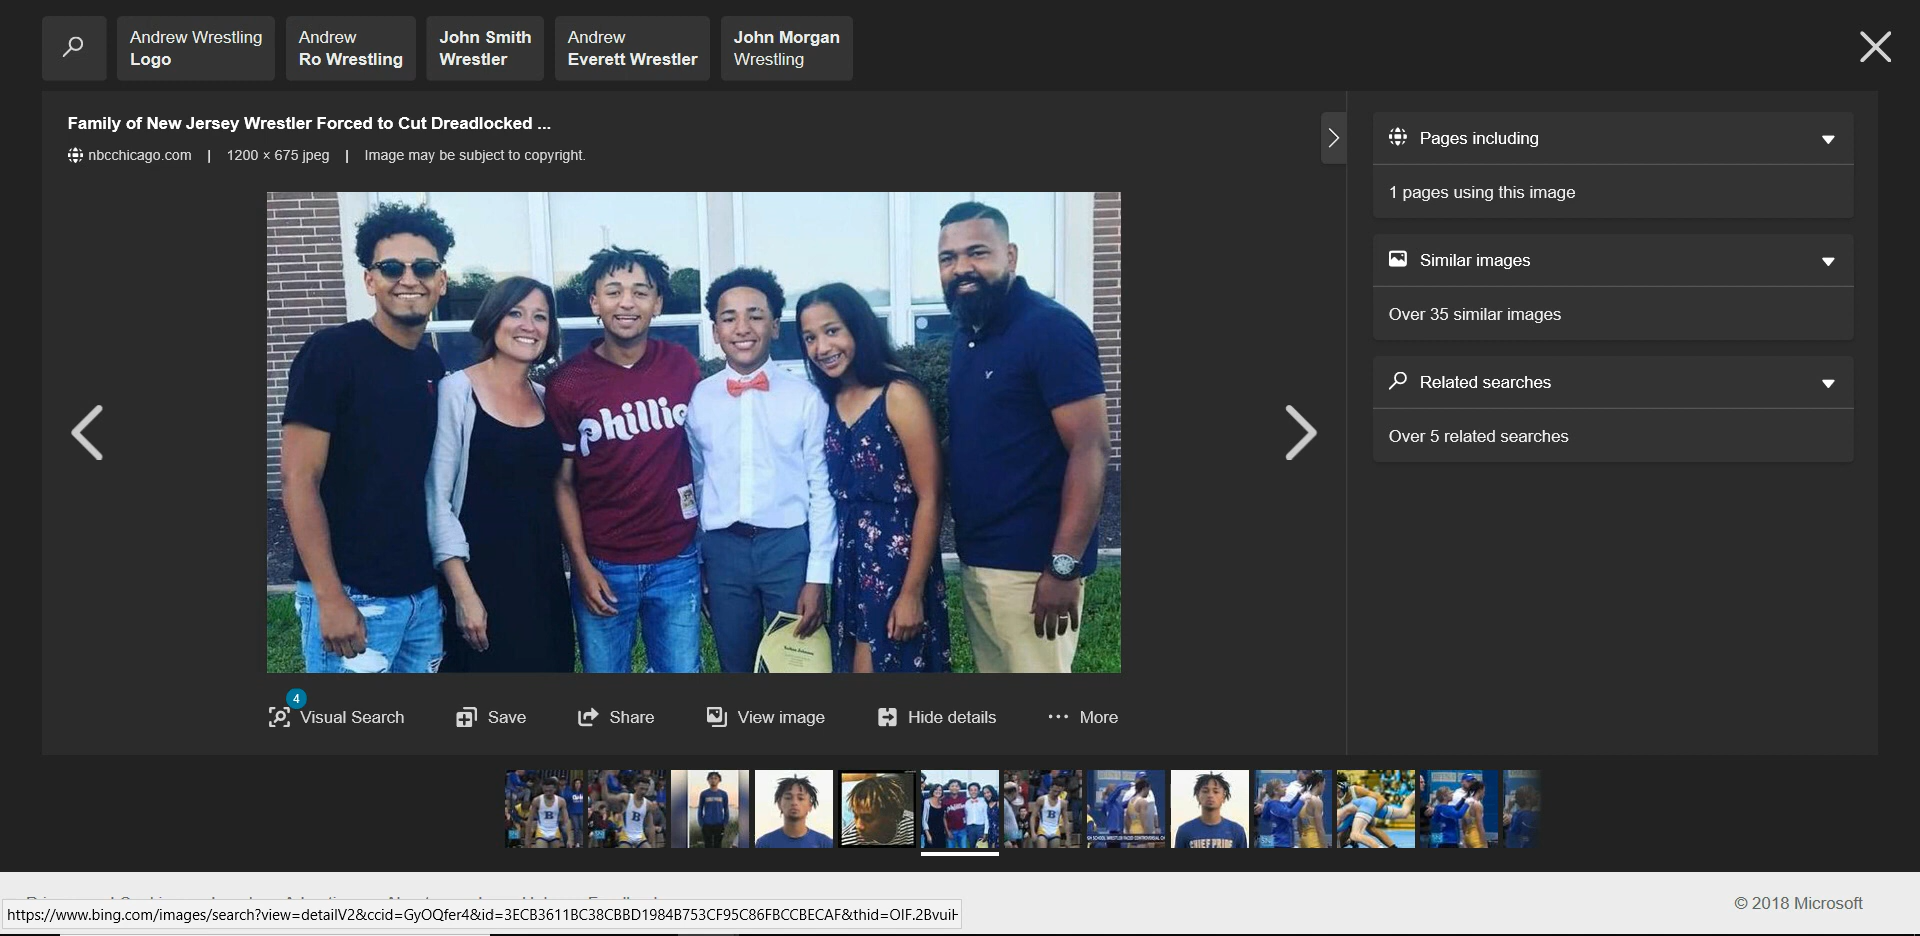 Andrew Wrestling
Logo
Andrew
Ro Wrestling
John Smith
Wrestler
Andrew
Everett Wrestler
John Morgan
Wrestling
Family of New Jersey Wrestler Forced to Cut Dreadlocked ...
nbcchicago.com | 1200 × 675 jpeg | Image may be subject to copyright.
phillie
4
Visual Search
Save
Share
View image
Hide details
··· More
Pages including
1 pages using this image
Similar images
Over 35 similar images
Related searches
Over 5 related searches
B
B
CHIEF PRIDE
© 2018 Microsoft
https://www.bing.com/images/search?view=detailV2&ccid=GyOQfer4&id=3ECB3611BC38CBBD1984B753CF95C86FBCCBECAF&thid=OIF.2BvuiH